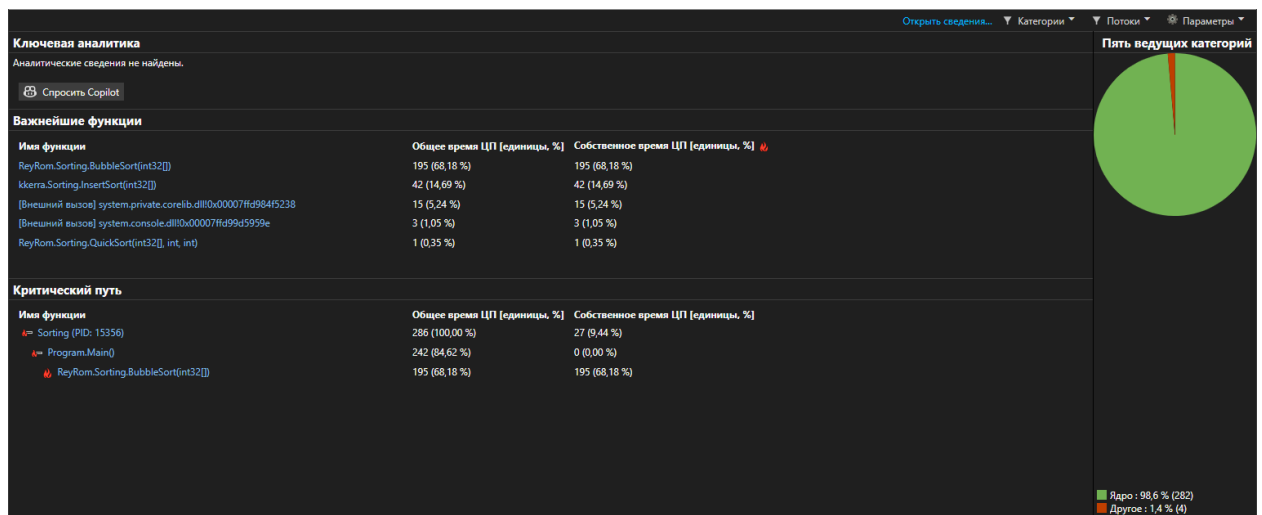 Открыть сведения... Категории Потоки Параметры
Ключевая аналитика
Аналитические сведения не найдены.
Спросить Copilot
Важнейшие функции
Имя функции Общее время ЦП [единицы, %] Собственное время ЦП [единицы, %]
ReyRom.Sorting.BubbleSort(int32[]) 195 (68,18 %) 195 (68,18 %)
kkerra.Sorting.InsertSort(int32[]) 42 (14,69 %) 42 (14,69 %)
[Внешний вызов] system.private.corelib.dll!0x00007ffd984f5238 15 (5,24 %) 15 (5,24 %)
[Внешний вызов] system.console.dll!0x00007ffd99d5959e 3 (1,05 %) 3 (1,05 %)
ReyRom.Sorting.QuickSort(int32[], int, int) 1 (0,35 %) 1 (0,35 %)
Критический путь
Имя функции Общее время ЦП [единицы, %] Собственное время ЦП [единицы, %]
Sorting (PID: 15356) 286 (100,00 %) 27 (9,44 %)
Program.Main() 242 (84,62 %) 0 (0,00 %)
ReyRom.Sorting.BubbleSort(int32[]) 195 (68,18 %) 195 (68,18 %)
Пять ведущих категорий
Ядро : 98,6 % (282)
Другое : 1,4 % (4)